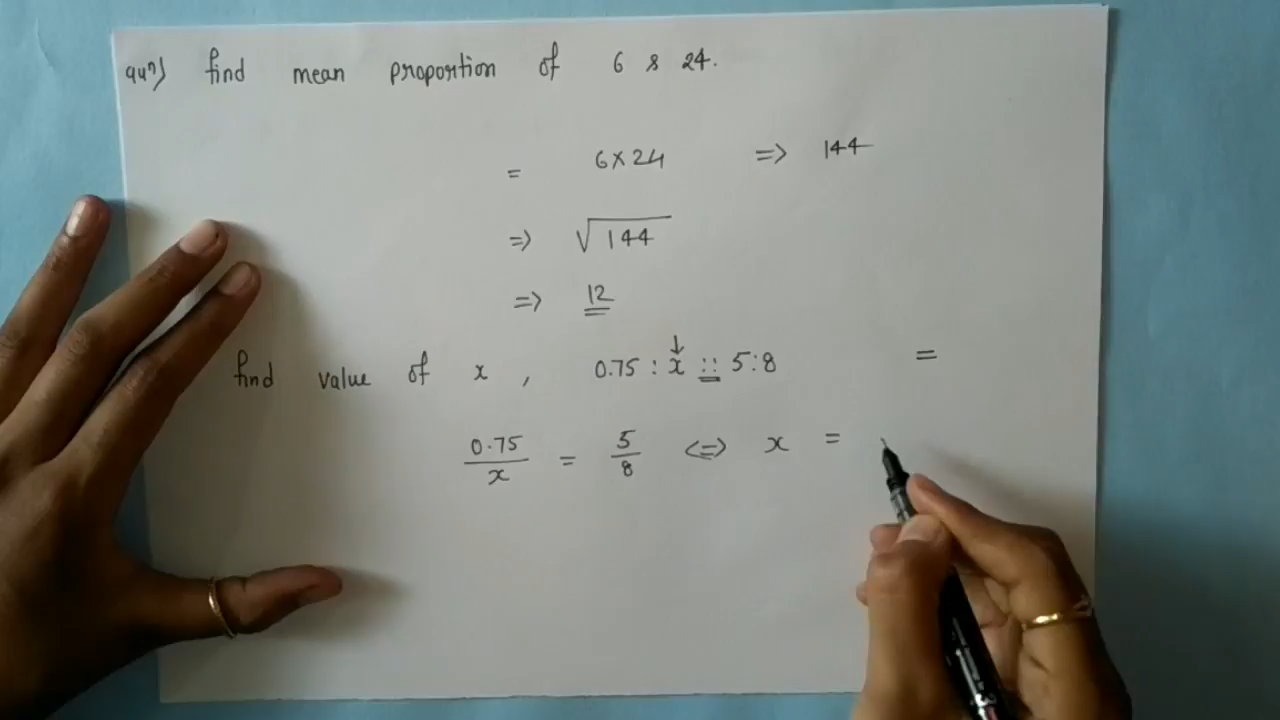 qun) find mean proportion of 6 & 24.
= 6×24 => 144
=> √144
=> 12
find value of x , 0.75 : x :: 5:8 =
0.75/x = 5/8 <=> x =